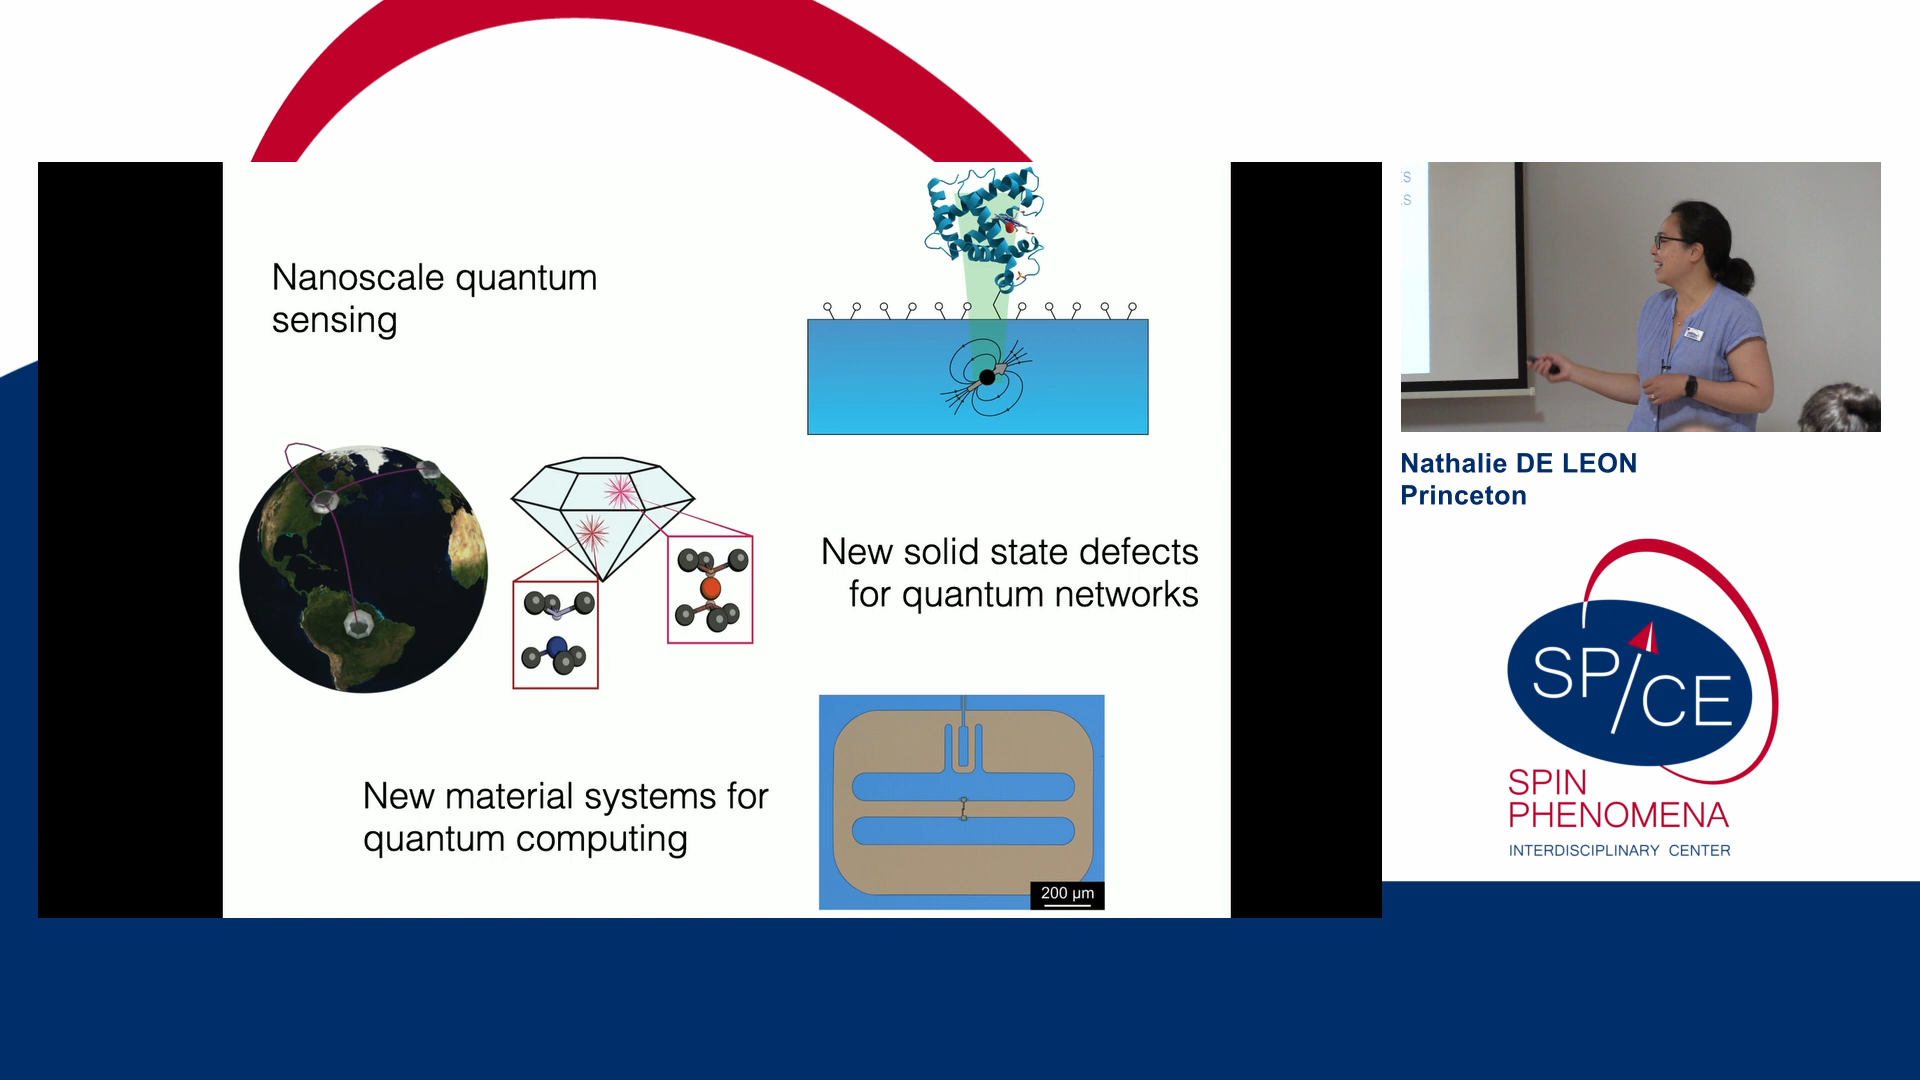 Nanoscale quantum
sensing
New solid state defects
for quantum networks
New material systems for
quantum computing
200 µm
Nathalie DE LEON
Princeton
SP/CE
SPIN
PHENOMENA
INTERDISCIPLINARY CENTER